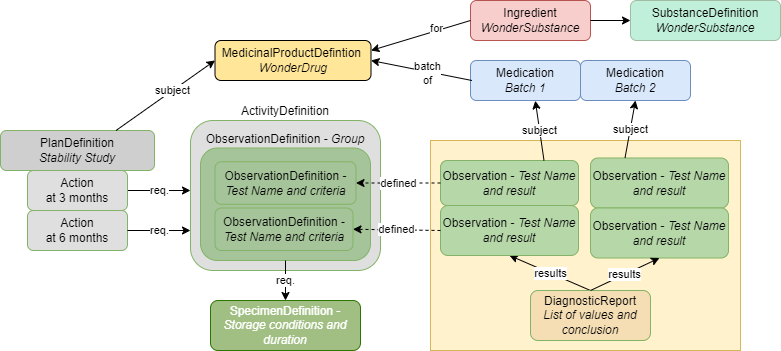 Ingredient
WonderSubstance
SubstanceDefinition
WonderSubstance
for
MedicinalProductDefintion
WonderDrug
batch
of
Medication
Batch 1
Medication
Batch 2
subject
ActivityDefinition
subject
subject
PlanDefinition
Stability Study
ObservationDefinition - Group
Action
at 3 months
req.
ObservationDefinition -
Test Name and criteria
defined
Observation - Test Name
and result
Observation - Test Name
and result
Action
at 6 months
req.
ObservationDefinition -
Test Name and criteria
defined
Observation - Test Name
and result
Observation - Test Name
and result
req.
results
results
SpecimenDefinition -
Storage conditions and
duration
DiagnosticReport
List of values and
conclusion